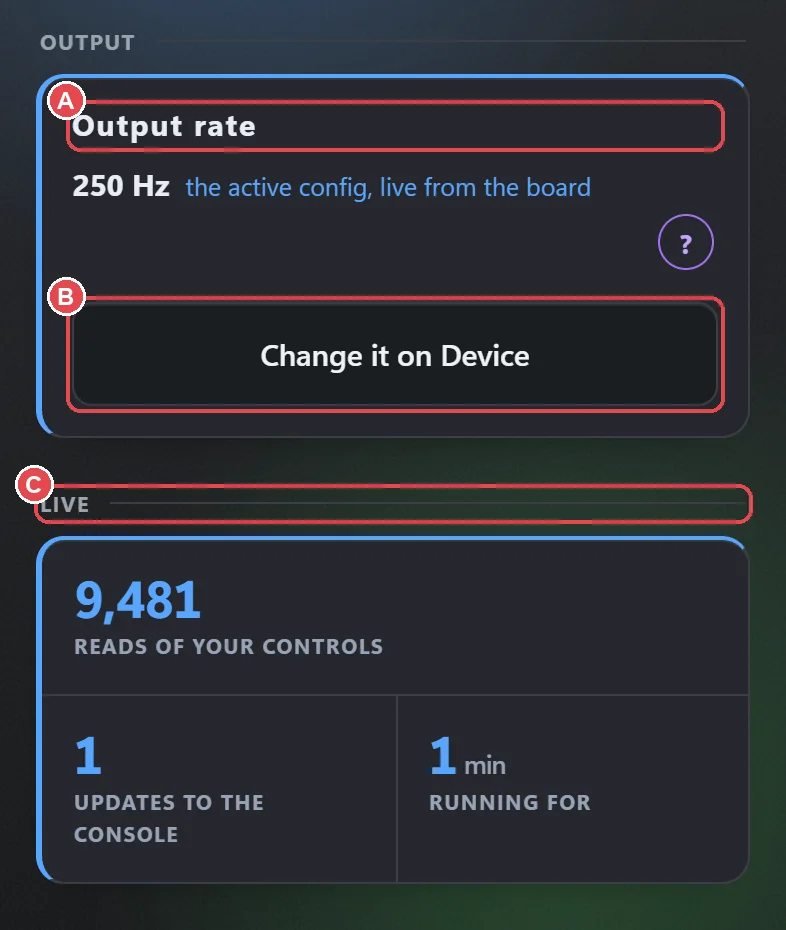 OUTPUT
A
Output rate
250 Hz the active config, live from the board
?
B
Change it on Device
C
LIVE
9,481
READS OF YOUR CONTROLS
1
UPDATES TO THE
CONSOLE
1 min
RUNNING FOR